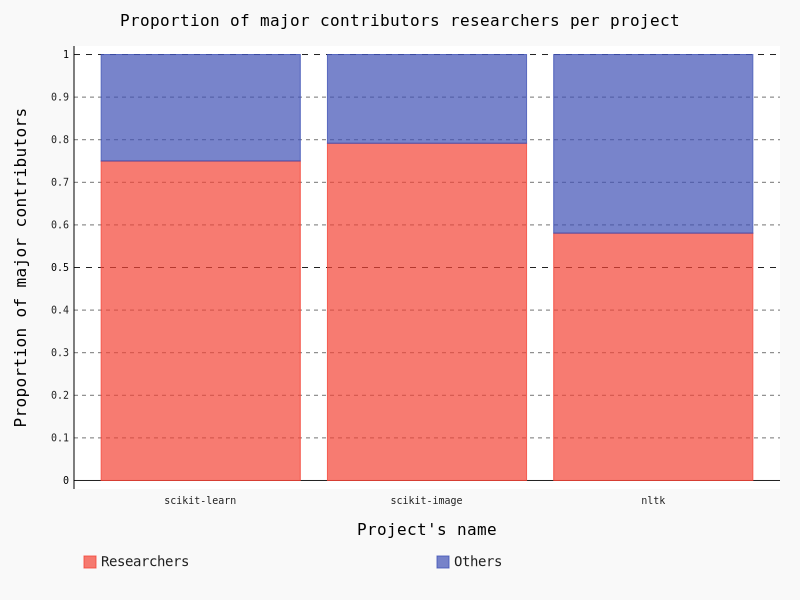 Proportion of major contributors researchers per project
Proportion of major contributors
1
0.9
0.8
0.7
0.6
0.5
0.4
0.3
0.2
0.1
0
scikit-learn
scikit-image
nltk
Project's name
Researchers
Others